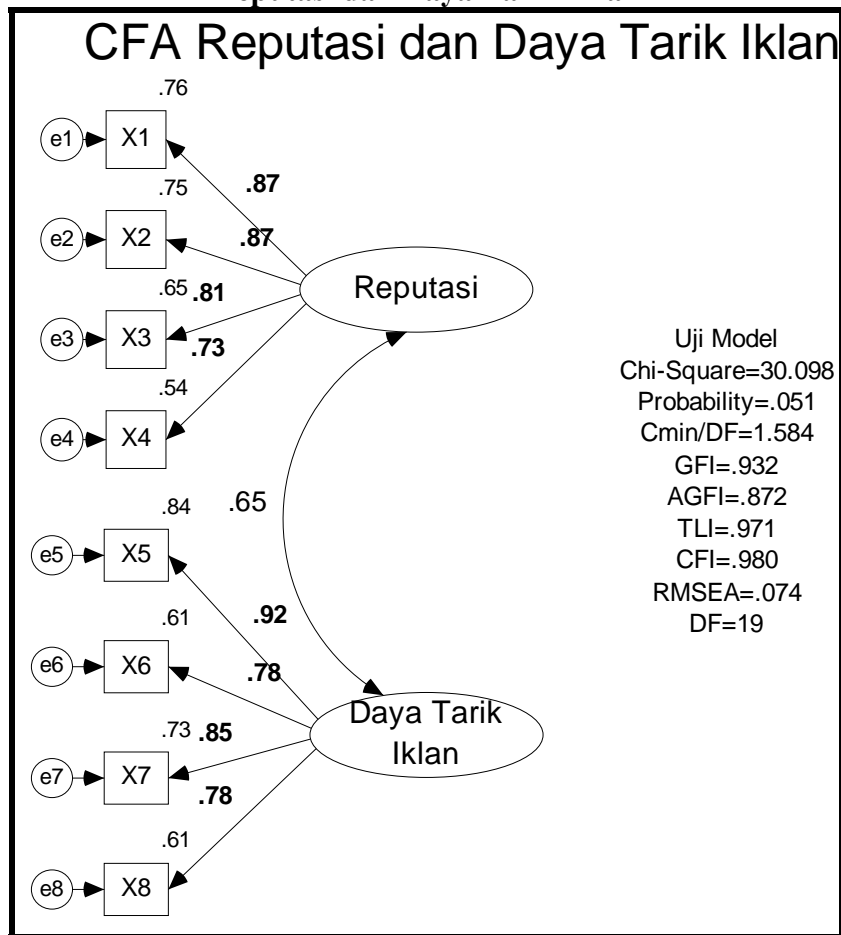 CFA Reputasi dan Daya Tarik Iklan
.76
e1 X1
.87
.75
e2 X2
.87
.65 .81
Reputasi
e3 X3
.73
.54
e4 X4
.65
.84
e5 X5
.92
.61
e6 X6
.78
.73 .85
Daya Tarik
Iklan
e7 X7
.78
.61
e8 X8
Uji Model
Chi-Square=30.098
Probability=.051
Cmin/DF=1.584
GFI=.932
AGFI=.872
TLI=.971
CFI=.980
RMSEA=.074
DF=19